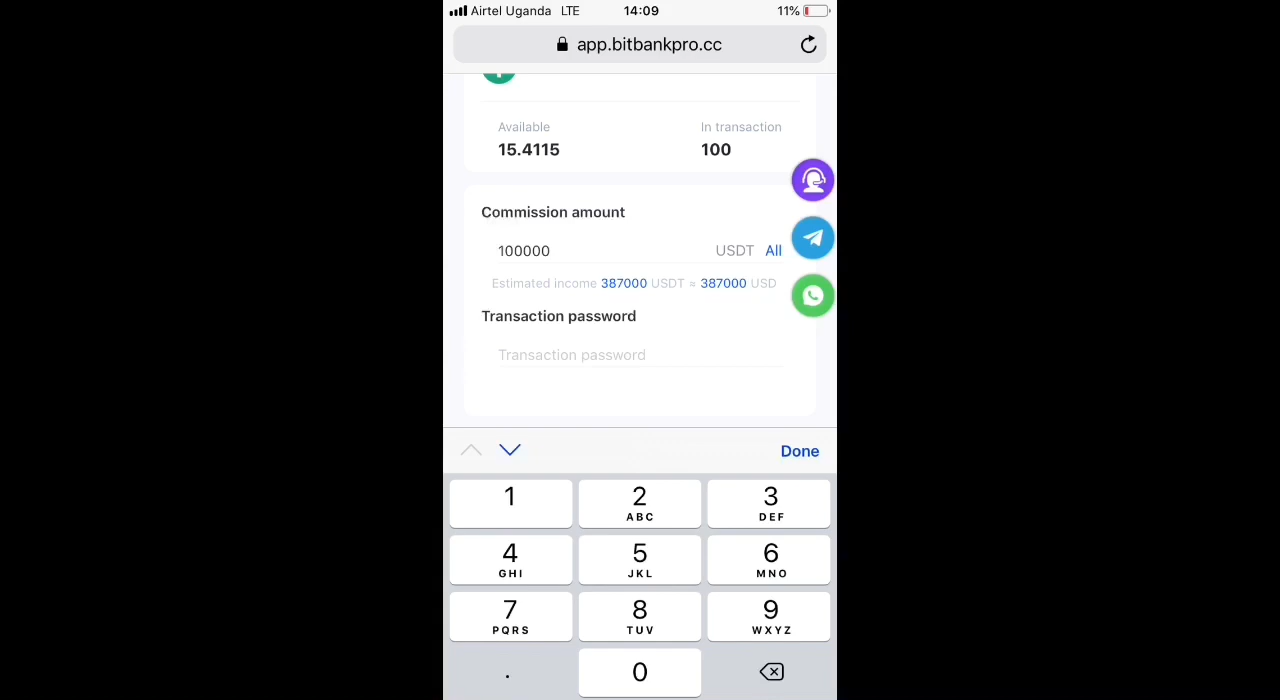 Airtel Uganda LTE 14:09 11%
app.bitbankpro.cc
Available In transaction
15.4115 100
Commission amount
100000 USDT All
Estimated income 387000 USDT ≈ 387000 USD
Transaction password
Transaction password
Done
1 2 3
ABC DEF
4 5 6
GHI JKL MNO
7 8 9
PQRS TUV WXYZ
. 0